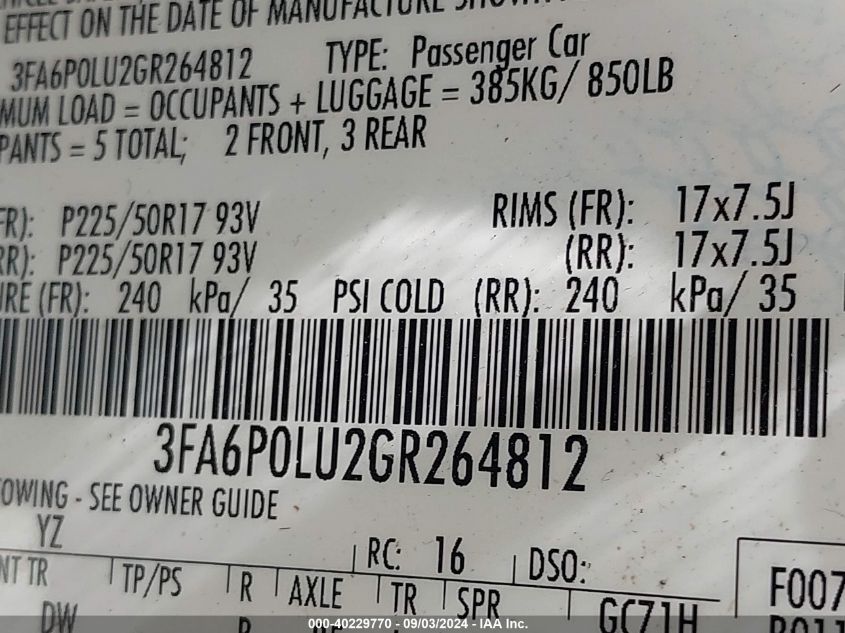 EFFECT ON THE DATE OF MANUFACTURE
3FA6P0LU2GR264812 TYPE: Passenger Car
MUM LOAD = OCCUPANTS + LUGGAGE = 385KG/ 850LB
PANTS = 5 TOTAL; 2 FRONT, 3 REAR
FR): P225/50R17 93V RIMS (FR): 17x7.5J
RR): P225/50R17 93V (RR): 17x7.5J
URE (FR): 240 kPa/ 35 PSI COLD (RR): 240 kPa/ 35
3FA6P0LU2GR264812
OWING - SEE OWNER GUIDE
YZ
RC: 16 DSO:
NT TR TP/PS R AXLE TR SPR F007
DW GC71H
000-40229770 - 09/03/2024 - IAA Inc.